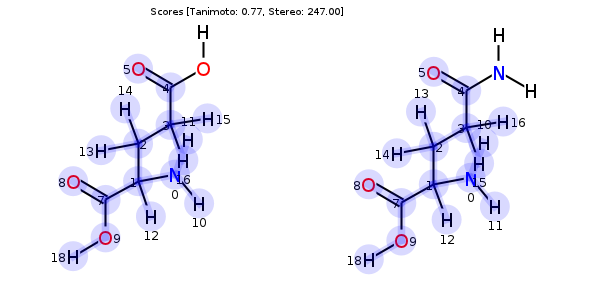 Scores [Tanimoto: 0.77, Stereo: 247.00]
H
5 O O
4
14
H
3 11 H 15
H
13 H 2
H
8 O 1 N 16
0
7 H
10
H
12
O 9
18 H
H
5 O N
4 H
13
H
3 10 H 16
H
14 H 2
H
8 O 1 N 15
0
7 H
11
H
12
O 9
18 H